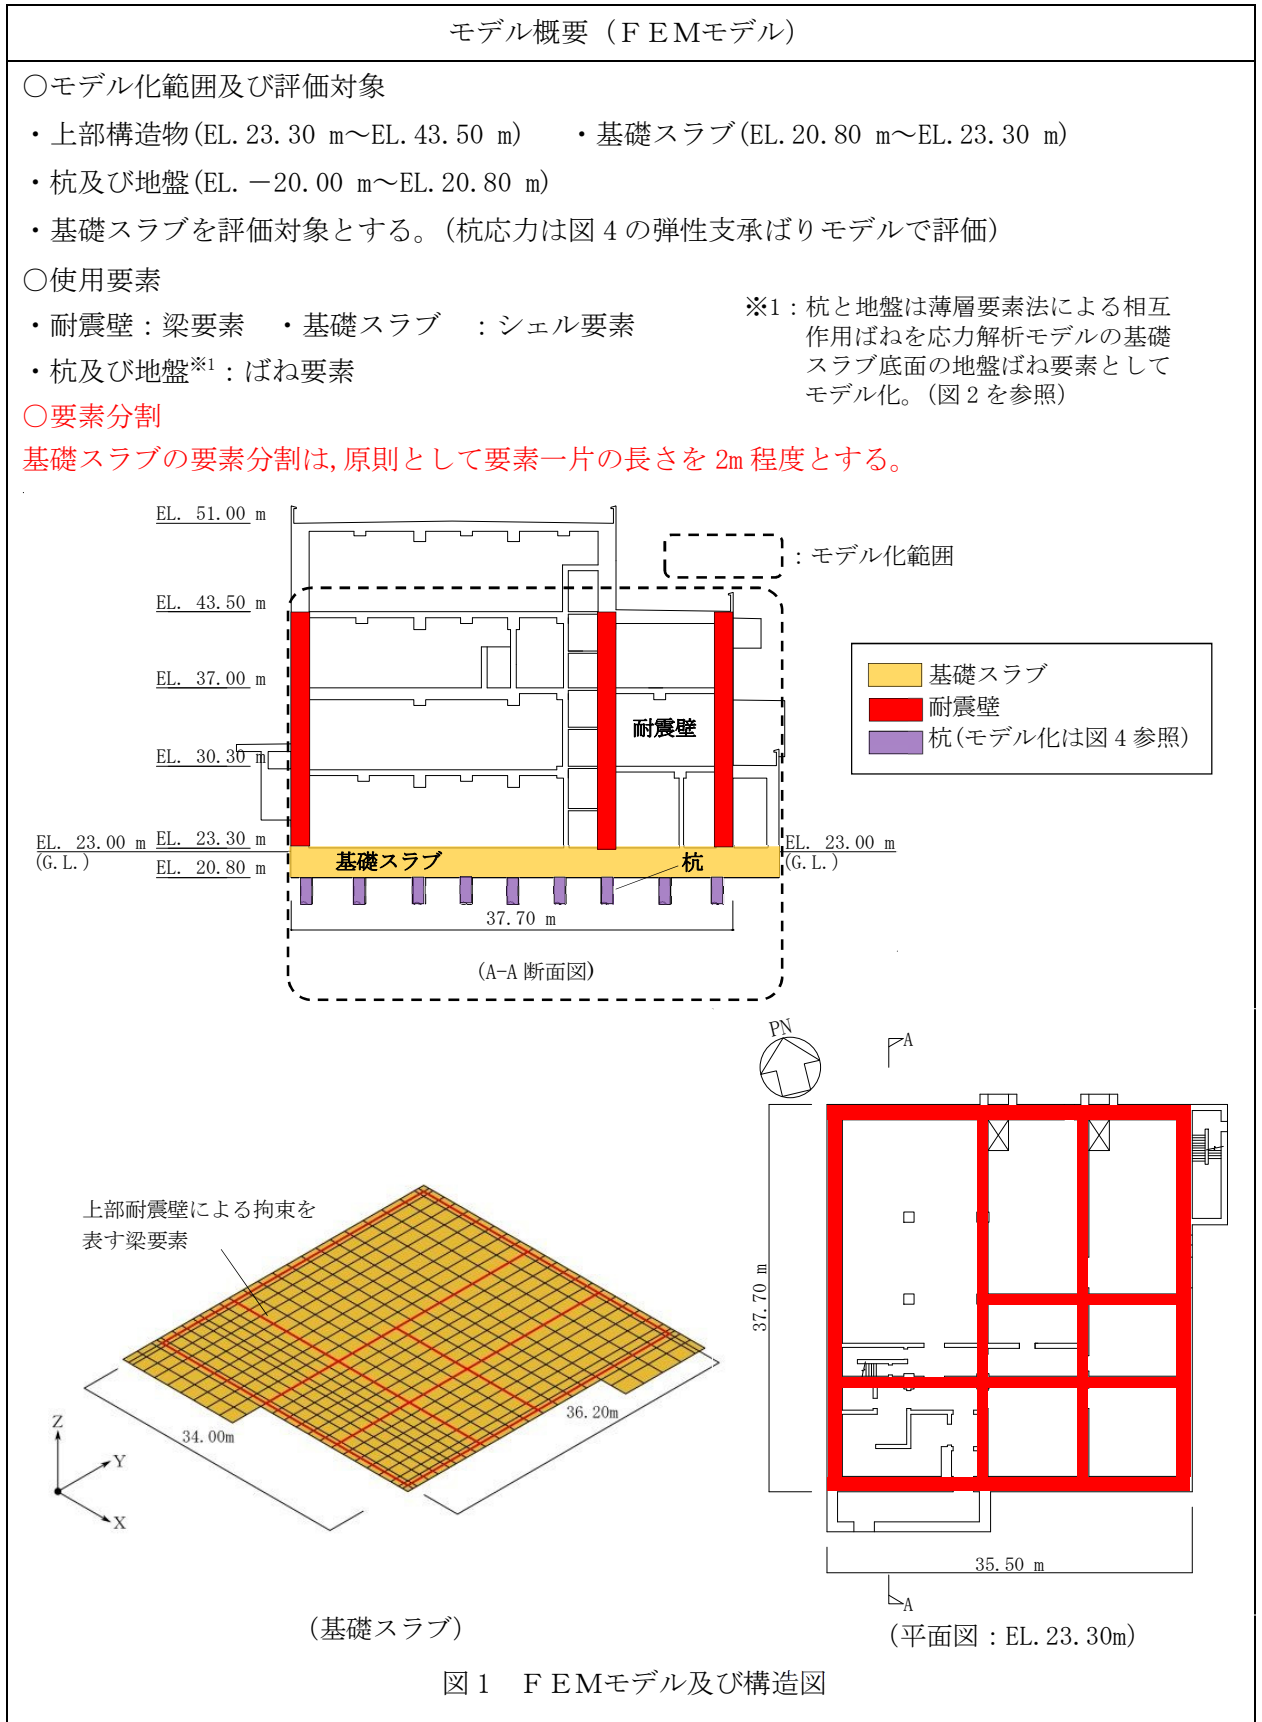 モデル概要（ＦＥＭモデル）
○モデル化範囲及び評価対象
・上部構造物(EL.23.30 m～EL.43.50 m)　・基礎スラブ(EL.20.80 m～EL.23.30 m)
・杭及び地盤(EL.－20.00 m～EL.20.80 m)
・基礎スラブを評価対象とする。(杭応力は図４の弾性支承ばりモデルで評価)
○使用要素
・耐震壁：梁要素　・基礎スラブ　：シェル要素
・杭及び地盤※1：ばね要素
※1：杭と地盤は薄層要素法による相互
作用ばねを応力解析モデルの基礎
スラブ底面の地盤ばね要素として
モデル化。(図２を参照)
○要素分割
基礎スラブの要素分割は,原則として要素一片の長さを 2m 程度とする。
EL. 51.00 m
：モデル化範囲
EL. 43.50 m
EL. 37.00 m
基礎スラブ
耐震壁
杭(モデル化は図４参照)
耐震壁
EL. 30.30 m
EL. 23.00 m
(G.L.)
EL. 23.30 m
EL. 20.80 m
基礎スラブ
杭
EL. 23.00 m
(G.L.)
37.70 m
(A-A 断面図)
PN
A
上部耐震壁による拘束を
表す梁要素
37.70 m
36.20m
34.00m
Z
Y
X
35.50 m
A
(基礎スラブ)
(平面図：EL.23.30m)
図１　ＦＥＭモデル及び構造図